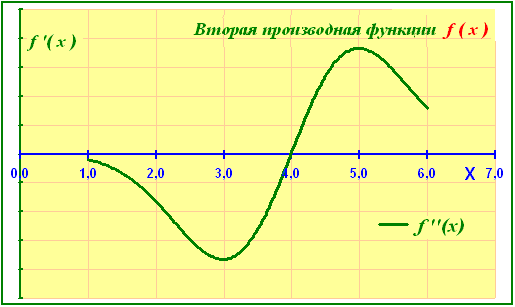 Вторая производная функции f ( x )
f '( x )
0,0 1,0 2,0 3,0 4,0 5,0 6,0 7,0
X
f ''(x)